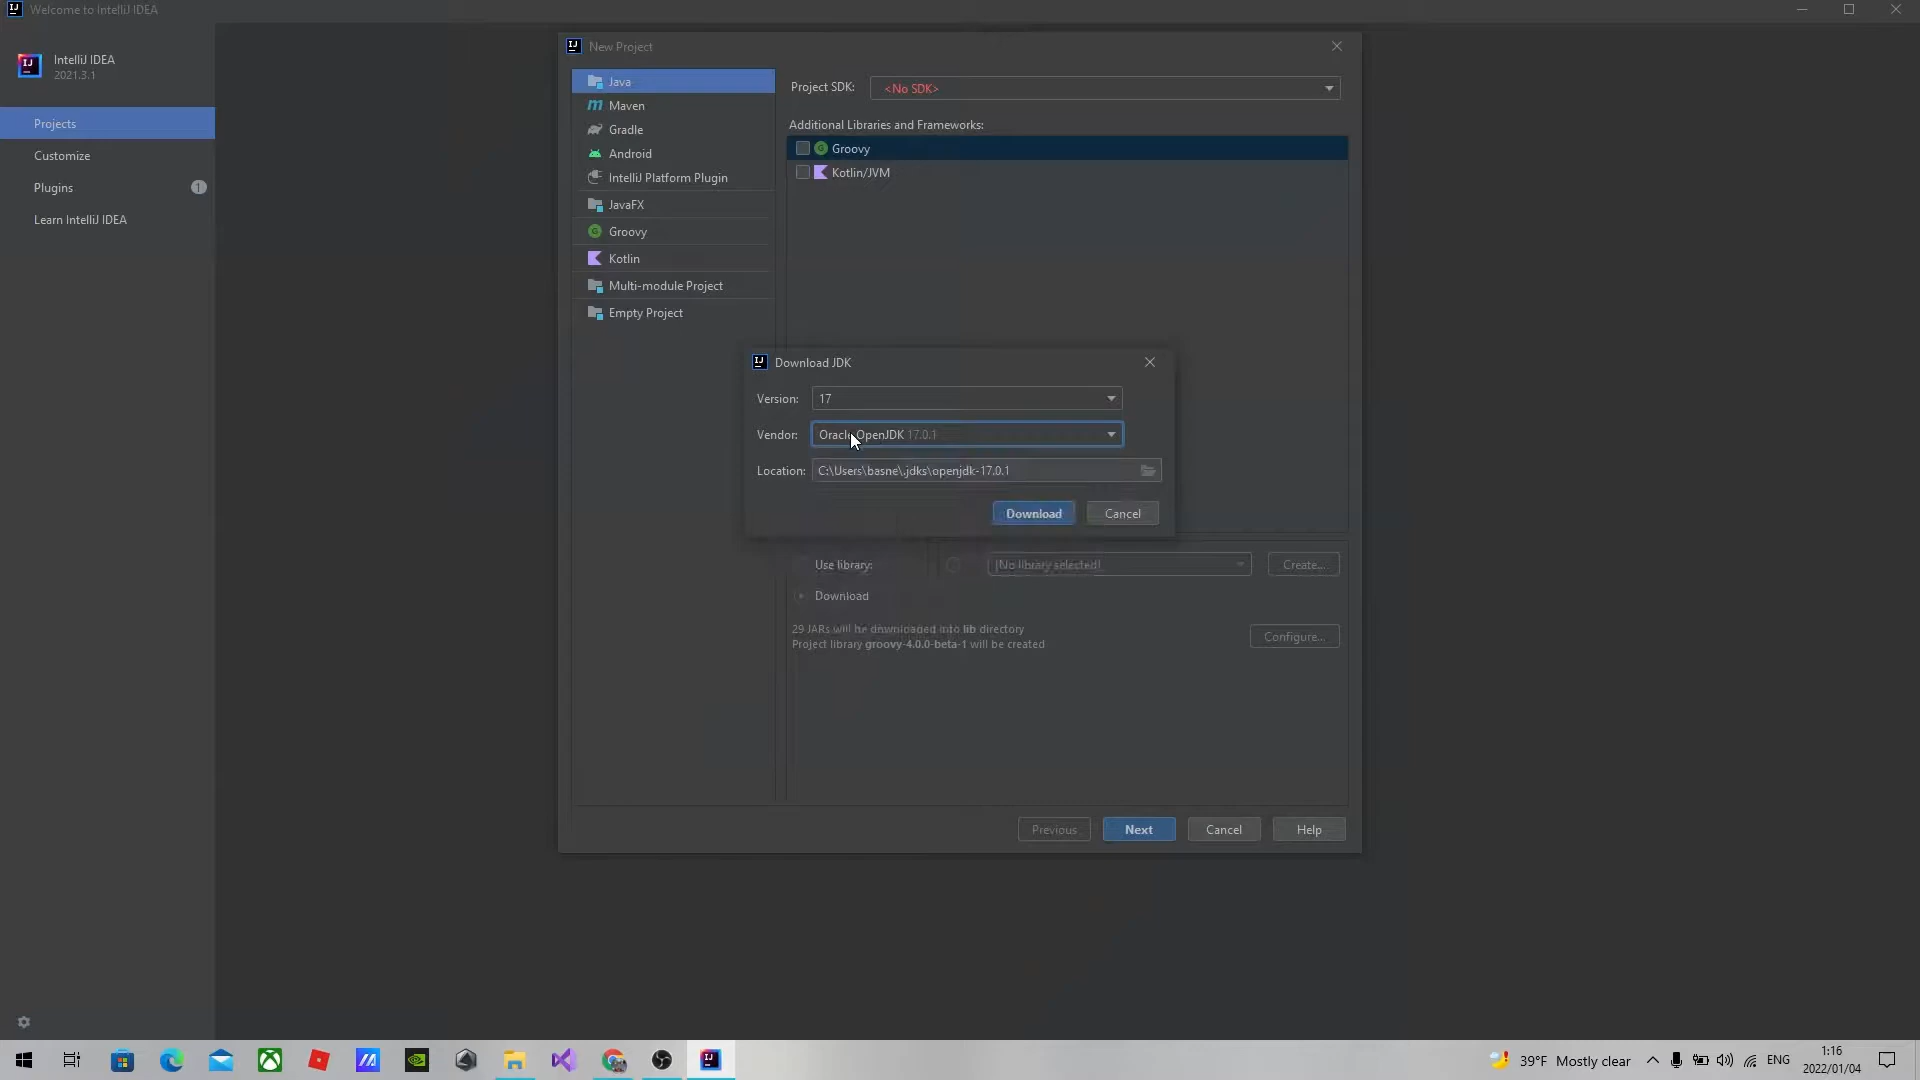 Welcome to IntelliJ IDEA
IntelliJ IDEA
2021.3.1
Projects
Customize
Plugins
1
Learn IntelliJ IDEA
New Project
Java
Maven
Gradle
Android
IntelliJ Platform Plugin
JavaFX
Groovy
Kotlin
Multi-module Project
Empty Project
Project SDK:
<No SDK>
Additional Libraries and Frameworks:
Groovy
Kotlin/JVM
Download JDK
Version:
17
Vendor:
Oracle OpenJDK 17.0.1
Location:
C:\Users\basne\.jdks\openjdk-17.0.1
Download
Cancel
Use library:
[No library selected]
Create...
Download
29 JARs will be downloaded into lib directory
Project library groovy-4.0.0-beta-1 will be created
Configure...
Previous
Next
Cancel
Help
39°F Mostly clear
ENG
1:16
2022/01/04